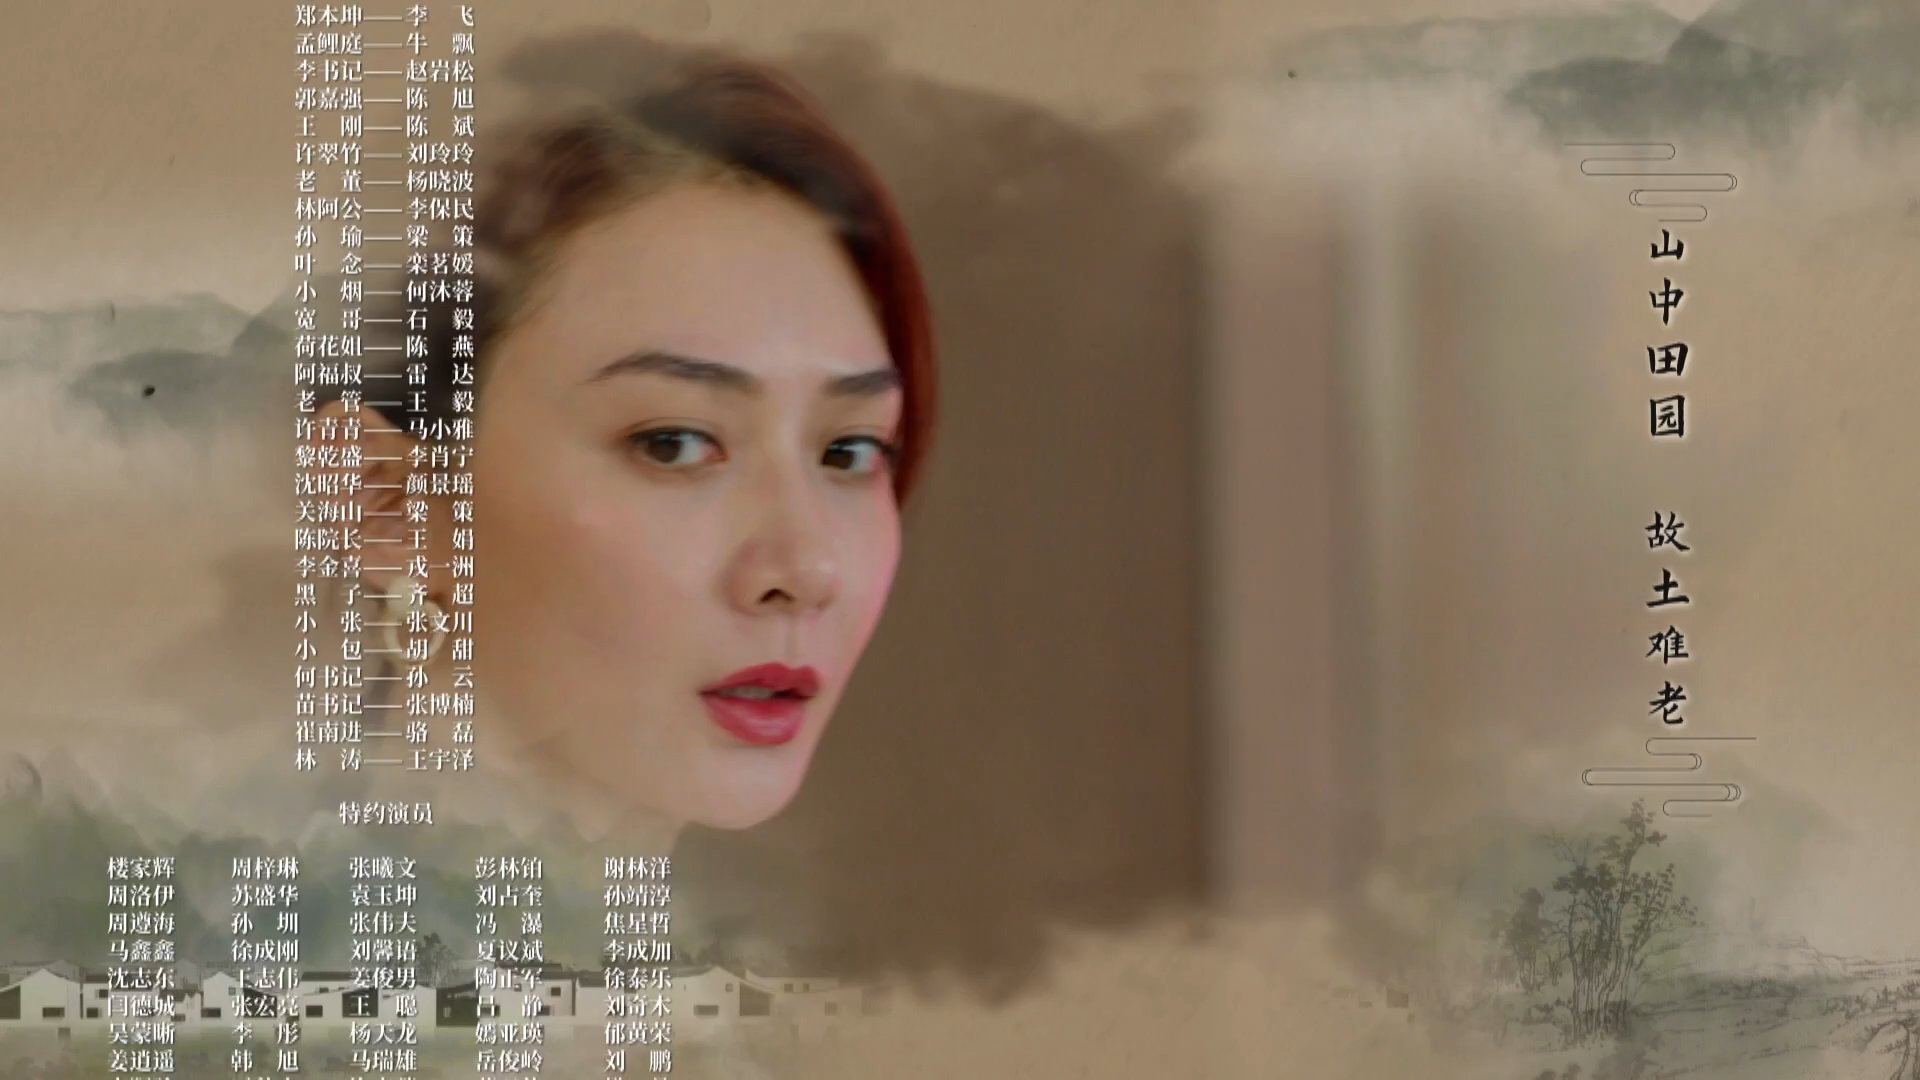 郑本坤——李　飞
孟鲤庭——牛　飘
李书记——赵岩松
郭嘉强——陈　旭
王　刚——陈　斌
许翠竹——刘玲玲
老　董——杨晓波
林阿公——李保民
孙　瑜——梁　策
叶　念——栾茗媛
小　烟——何沐蓉
宽　哥——石　毅
荷花姐——陈　燕
阿福叔——雷　达
老　管——王　毅
许青青——马小雅
黎乾盛——李肖宁
沈昭华——颜景瑶
关海山——梁　策
陈院长——王　娟
李金喜——戎一洲
黑　子——齐　超
小　张——张文川
小　包——胡　甜
何书记——孙　云
苗书记——张博楠
崔南进——骆　磊
林　涛——王宇泽
特约演员
楼家辉　周梓琳　张曦文　彭林铂　谢林洋
周洛伊　苏盛华　袁玉坤　刘占奎　孙靖淳
周遵海　孙　圳　张伟夫　冯　瀑　焦星哲
马鑫鑫　徐成刚　刘馨语　夏议斌　李成加
沈志东　王志伟　姜俊男　陶正军　徐泰乐
闫德城　张宏亮　王　聪　吕　静　刘奇木
吴蒙晰　李　彤　杨天龙　嫣亚瑛　郁黄荣
姜逍遥　韩　旭　马瑞雄　岳俊岭　刘　鹏
山中田园　故土难老